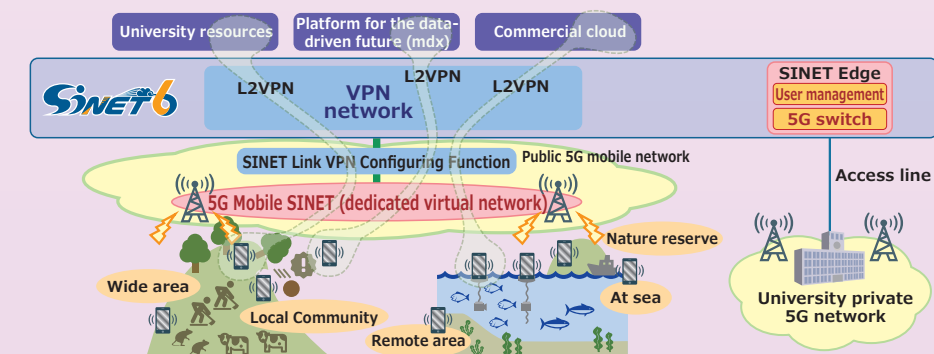 University resources
Platform for the data-
driven future (mdx)
Commercial cloud
SINET6
L2VPN
VPN
network
L2VPN
L2VPN
SINET Edge
User management
5G switch
SINET Link VPN Configuring Function
Public 5G mobile network
Access line
5G Mobile SINET (dedicated virtual network)
Nature reserve
Wide area
At sea
Local Community
Remote area
University private
5G network